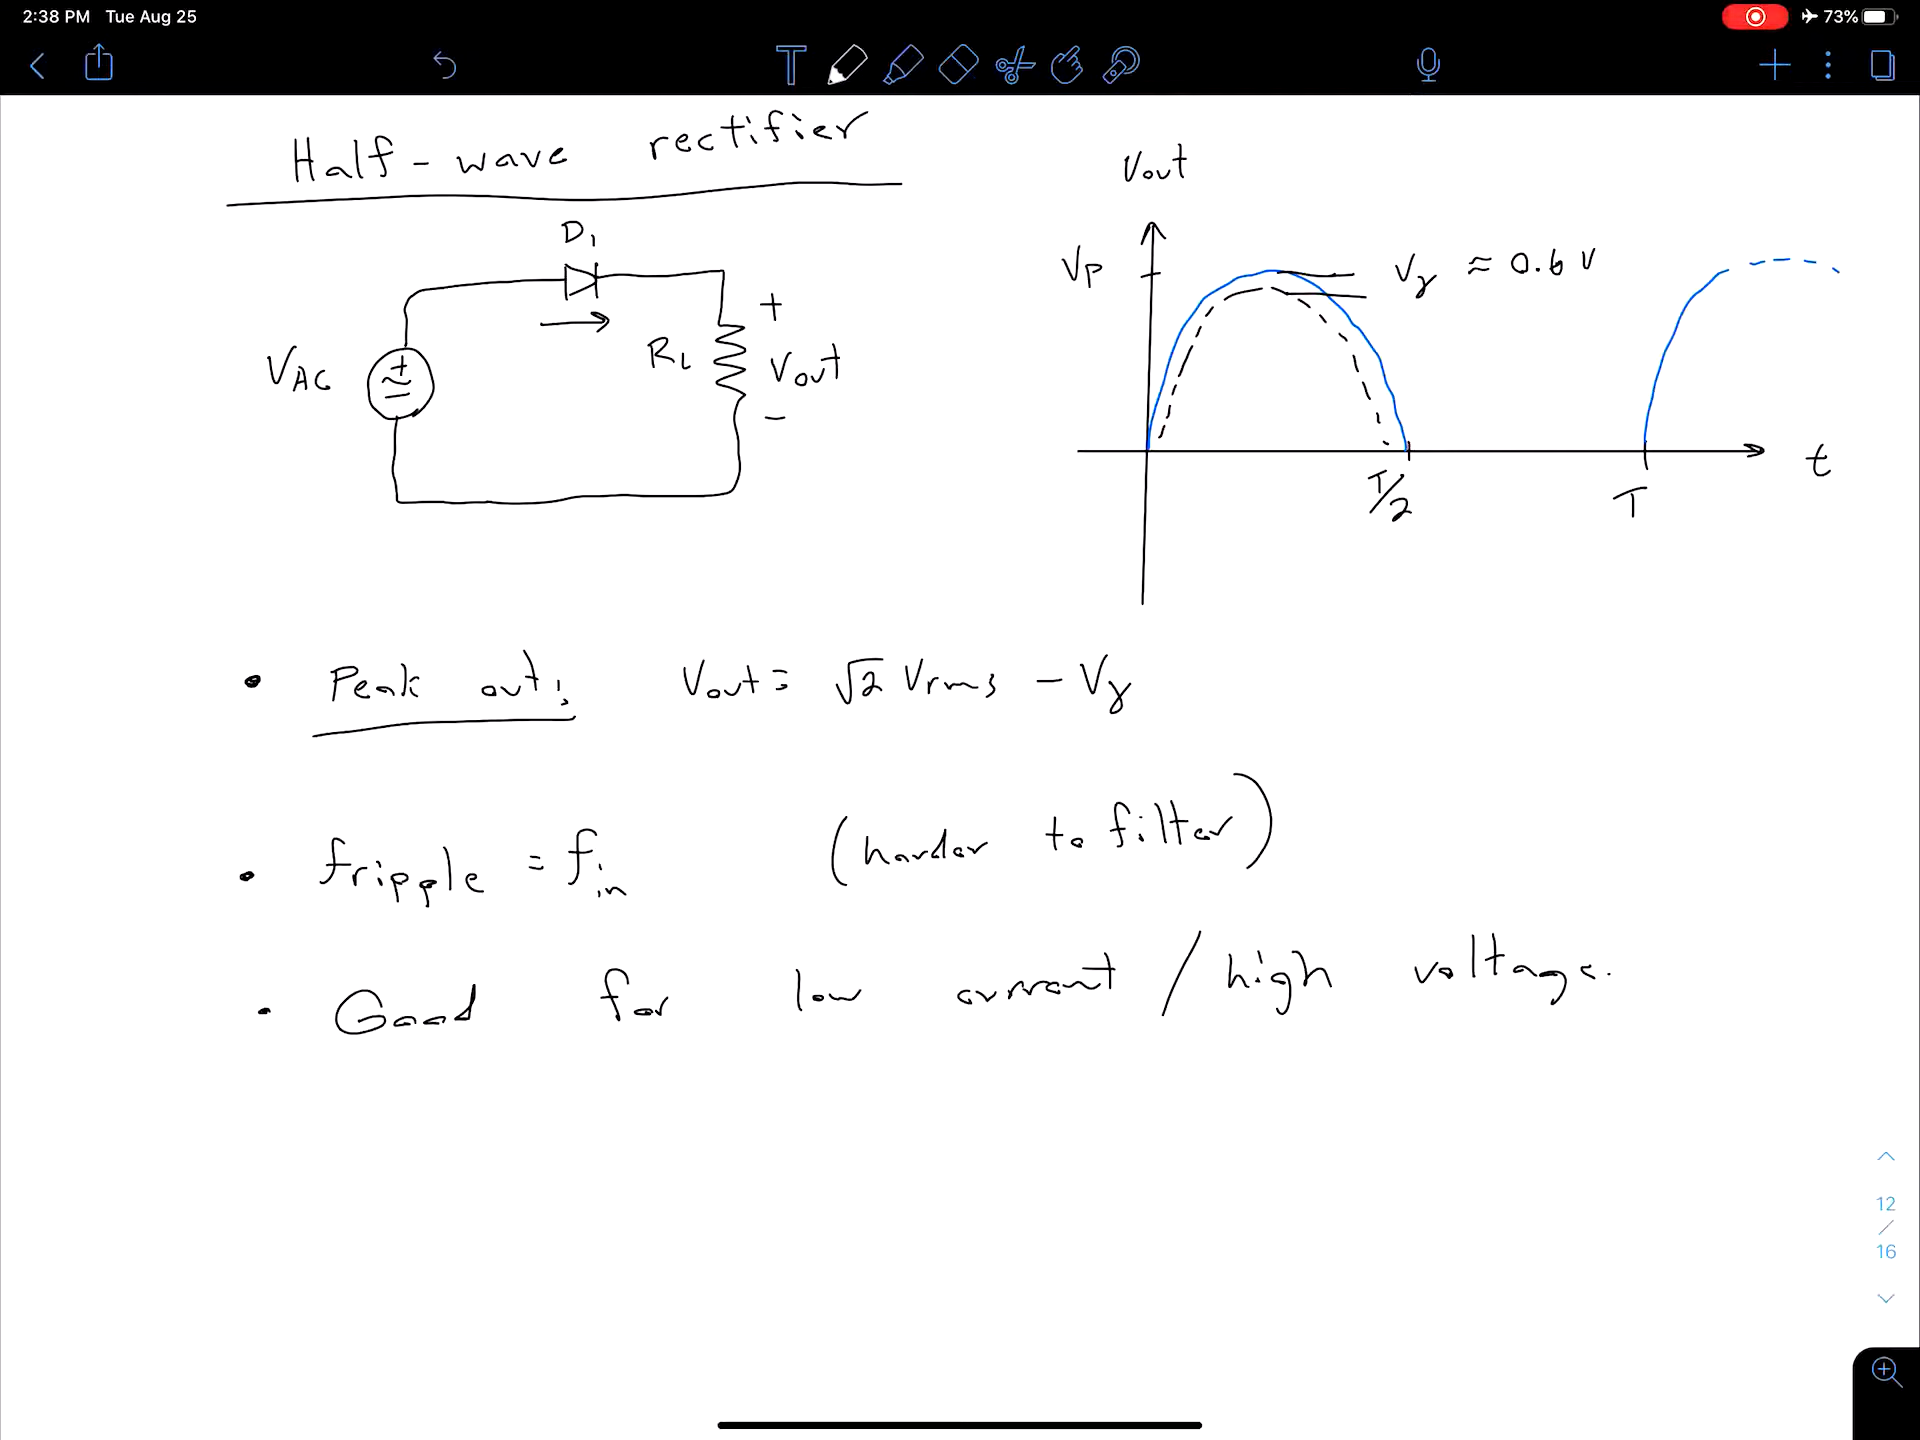 2:38 PM Tue Aug 25
73%
T
Half-wave rectifier
D1
VAC
+
RL
+
Vout
-
Vout
Vp
Vγ ≈ 0.6 V
T/2
T
t
• Peak out: Vout = √2 Vrms - Vγ
• fripple = fin (harder to filter)
• Good for low current / high voltage.
12
/
16